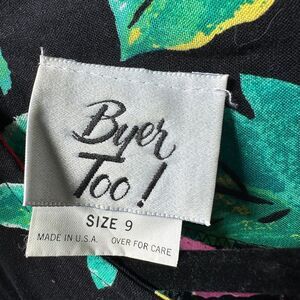 Byer
Too!
SIZE 9
MADE IN U.S.A. OVER FOR CARE